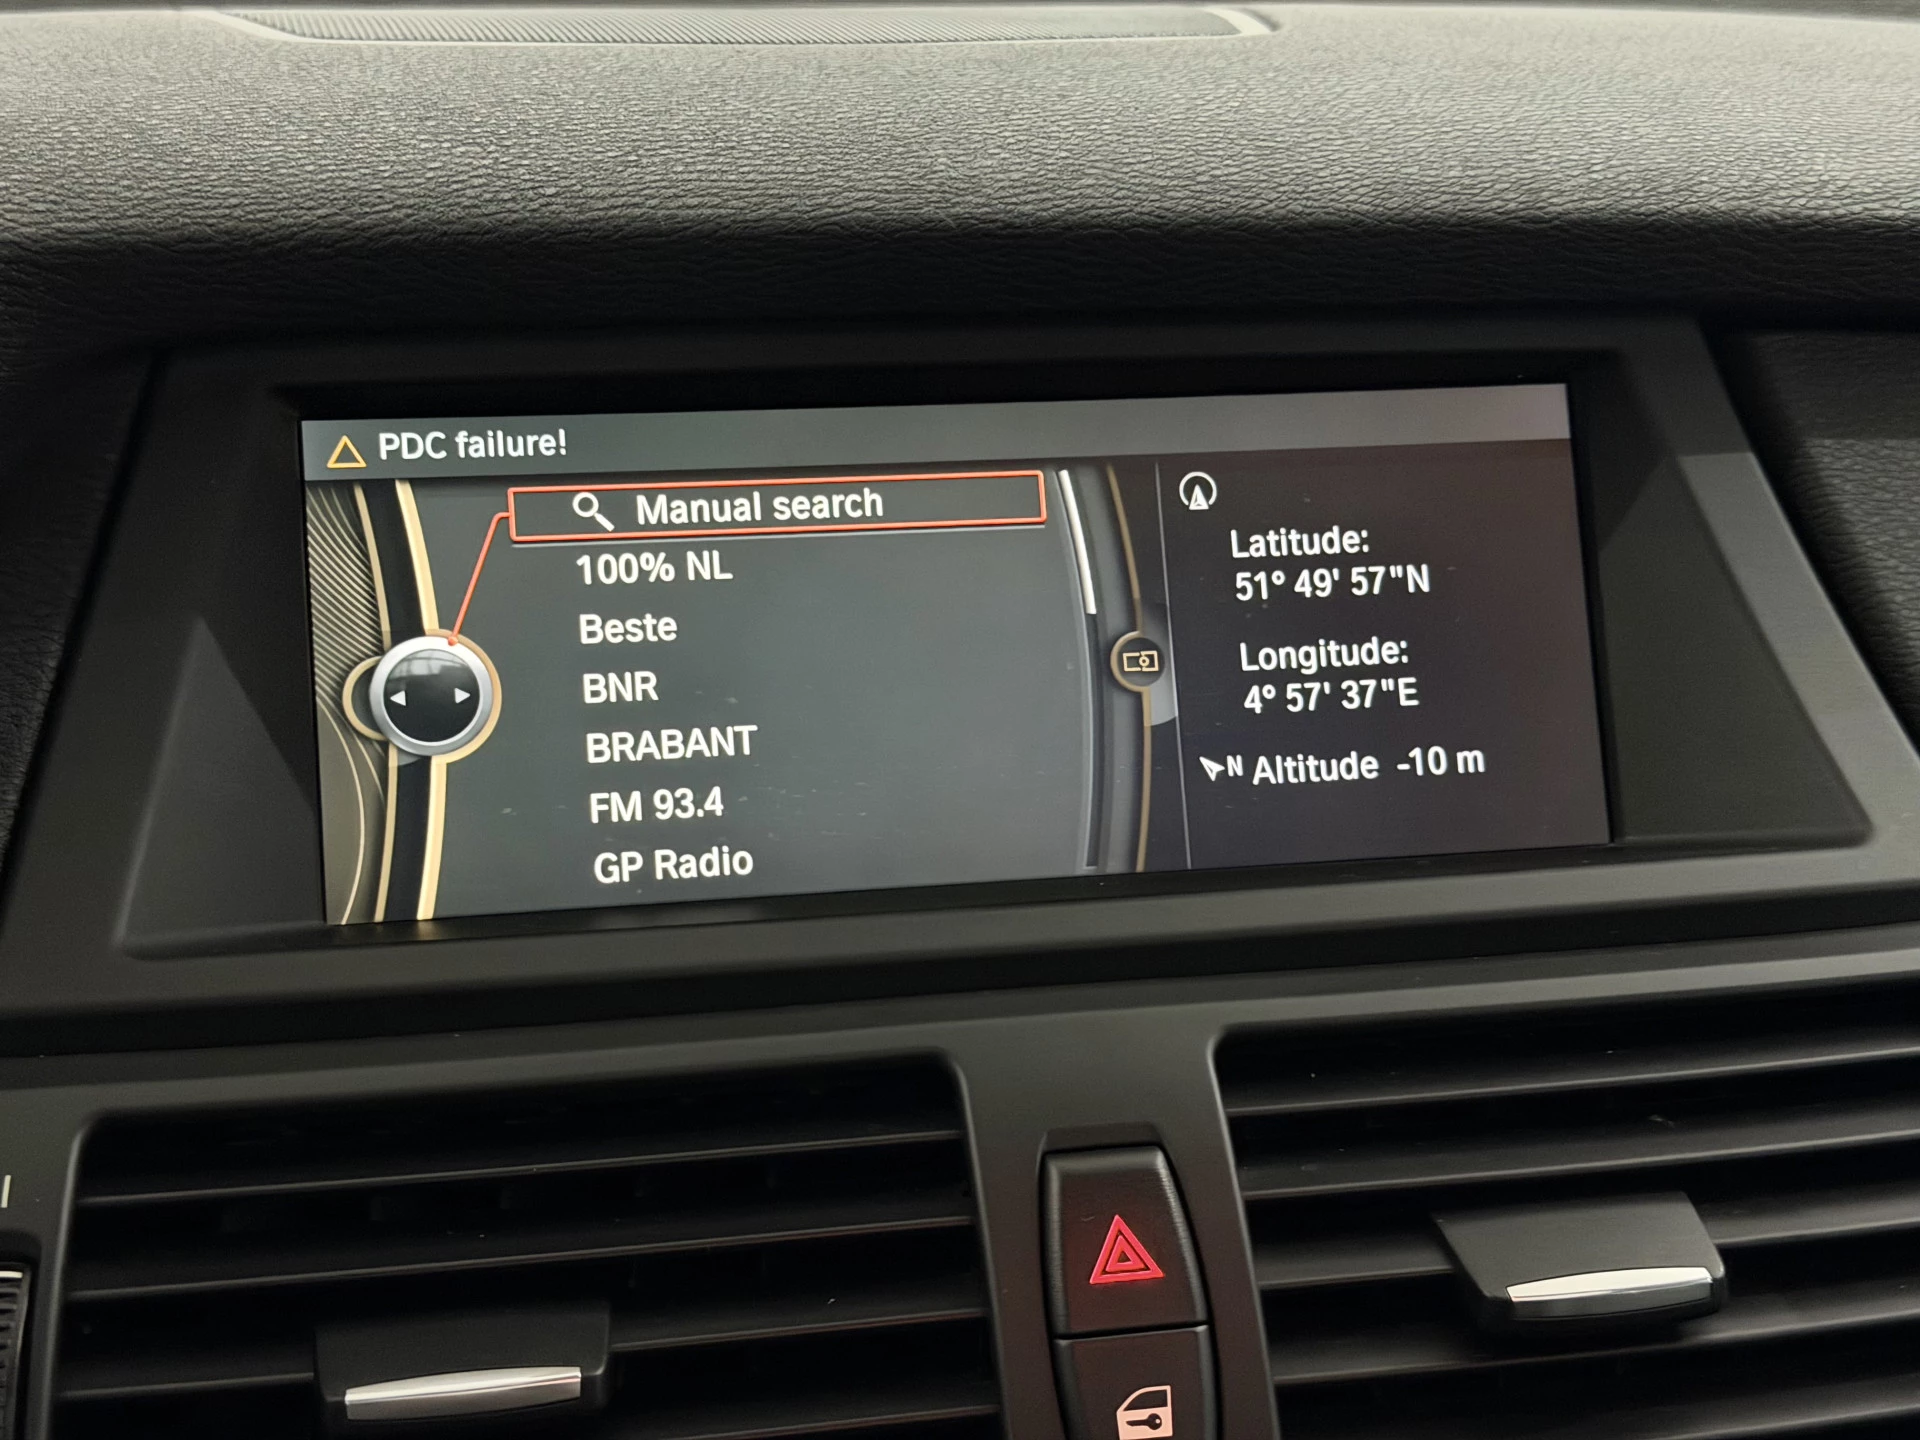 PDC failure!
Manual search
100% NL
Beste
BNR
BRABANT
FM 93.4
GP Radio
Latitude:
51° 49' 57"N
Longitude:
4° 57' 37"E
N Altitude -10 m